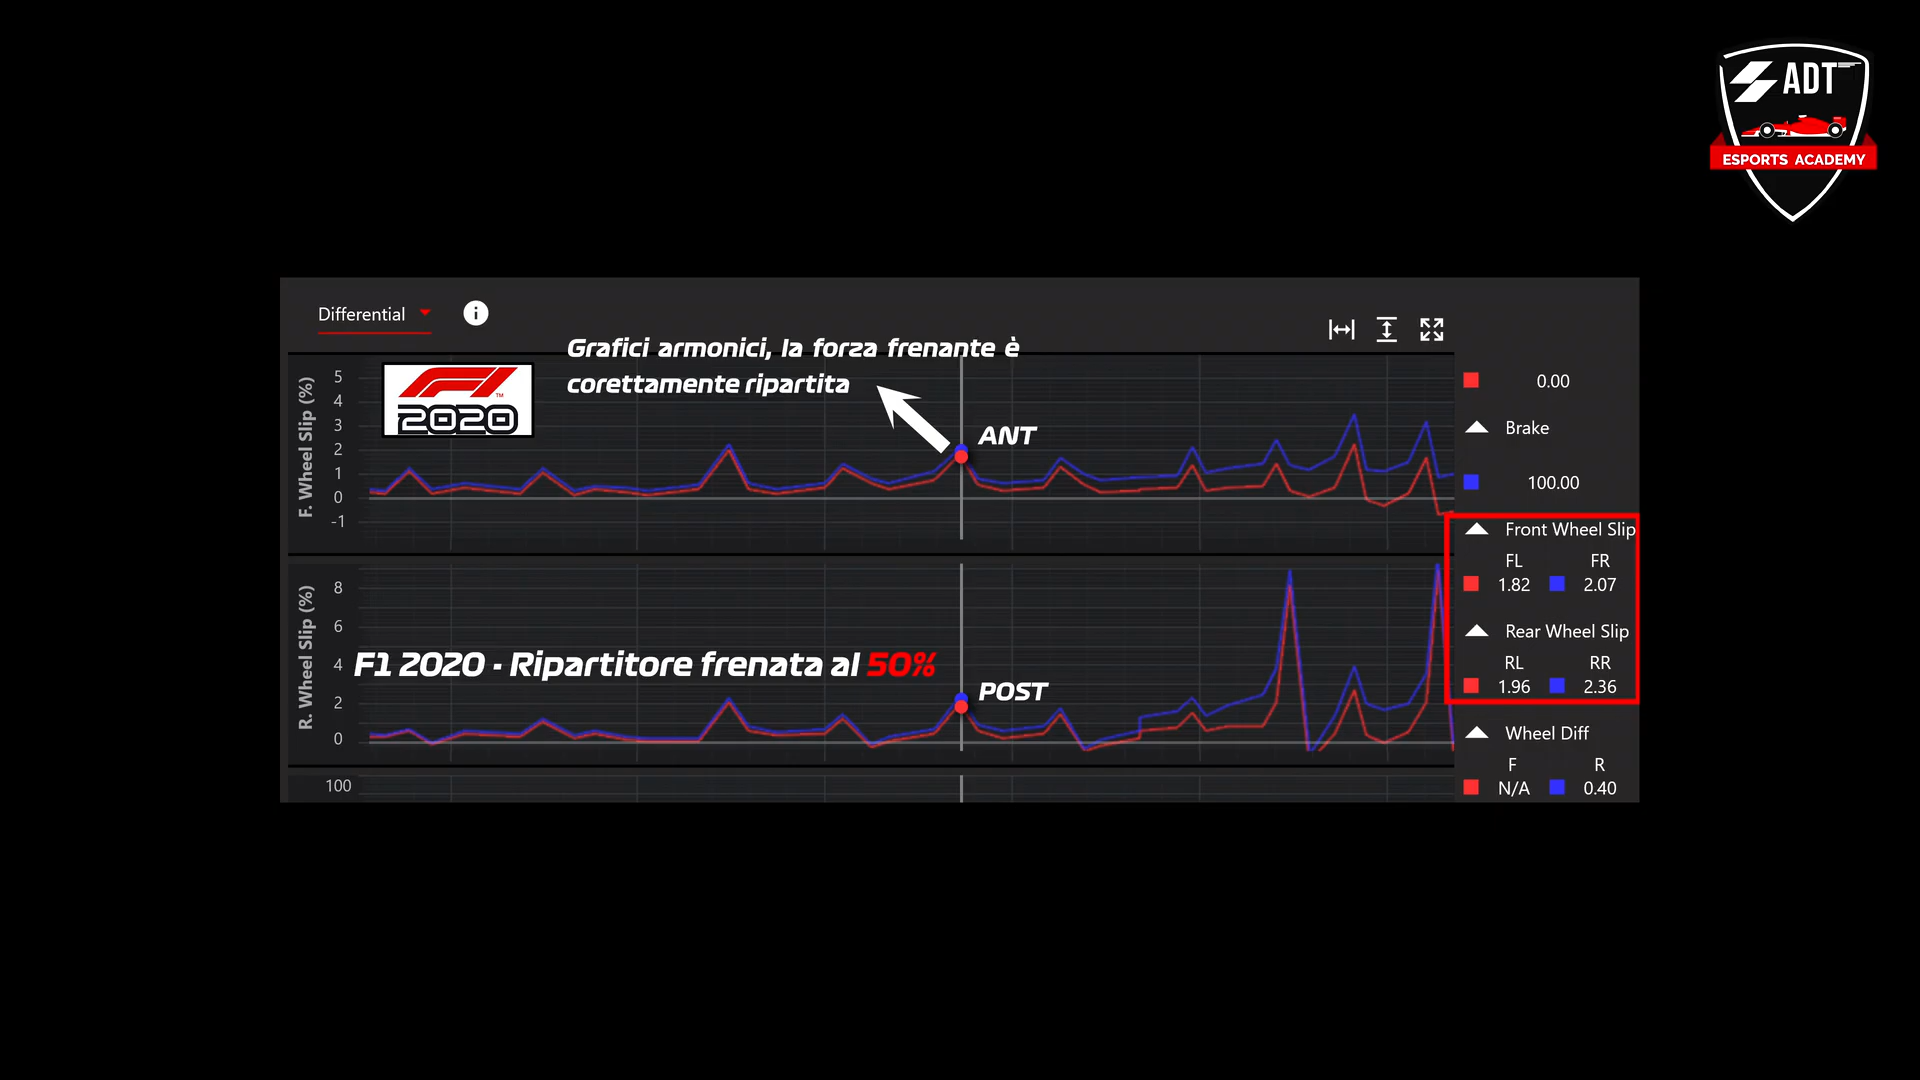 ADT
ESPORTS ACADEMY
Differential
i
Grafici armonici, la forza frenante è
corettamente ripartita
F1 TM
2020
ANT
F. Wheel Slip (%)
5
4
3
2
1
0
-1
0.00
Brake
100.00
Front Wheel Slip
FL FR
1.82 2.07
Rear Wheel Slip
RL RR
1.96 2.36
R. Wheel Slip (%)
8
6
4
2
0
F1 2020 - Ripartitore frenata al 50%
POST
Wheel Diff
F R
N/A 0.40
100